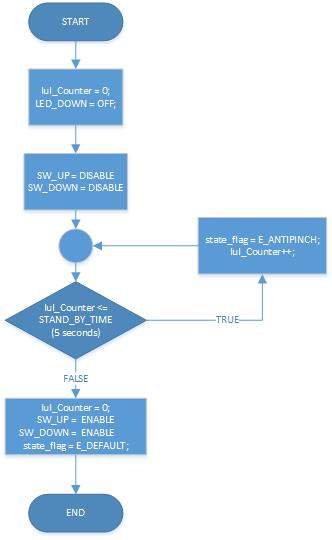 START
lul_Counter = 0;
LED_DOWN = OFF;
SW_UP = DISABLE
SW_DOWN = DISABLE
state_flag = E_ANTIPINCH;
lul_Counter++;
lul_Counter <=
STAND_BY_TIME
(5 seconds)
TRUE
FALSE
lul_Counter = 0;
SW_UP = ENABLE
SW_DOWN = ENABLE
state_flag = E_DEFAULT;
END